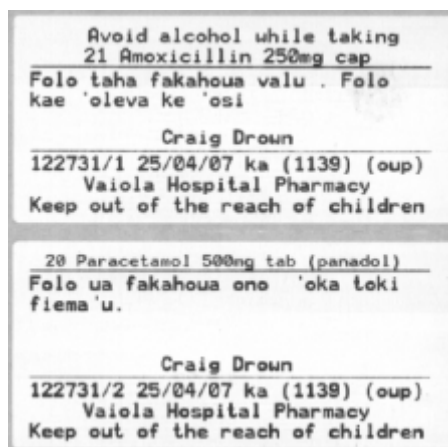 Avoid alcohol while taking
21 Amoxicillin 250mg cap
Folo taha fakahoua valu . Folo
kae 'oleva ke 'osi
Craig Drown
122731/1 25/04/07 ka (1139) (oup)
Vaiola Hospital Pharmacy
Keep out of the reach of children
20 Paracetamol 500mg tab (panadol)
Folo ua fakahoua ono 'oka toki
fiema'u.
Craig Drown
122731/2 25/04/07 ka (1139) (oup)
Vaiola Hospital Pharmacy
Keep out of the reach of children